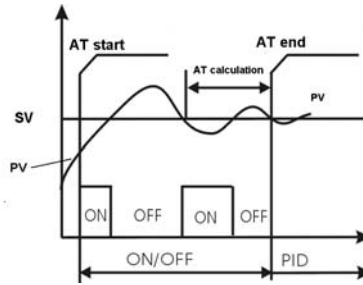 AT start
AT end
AT calculation
PV
SV
PV
ON OFF ON OFF
ON/OFF PID